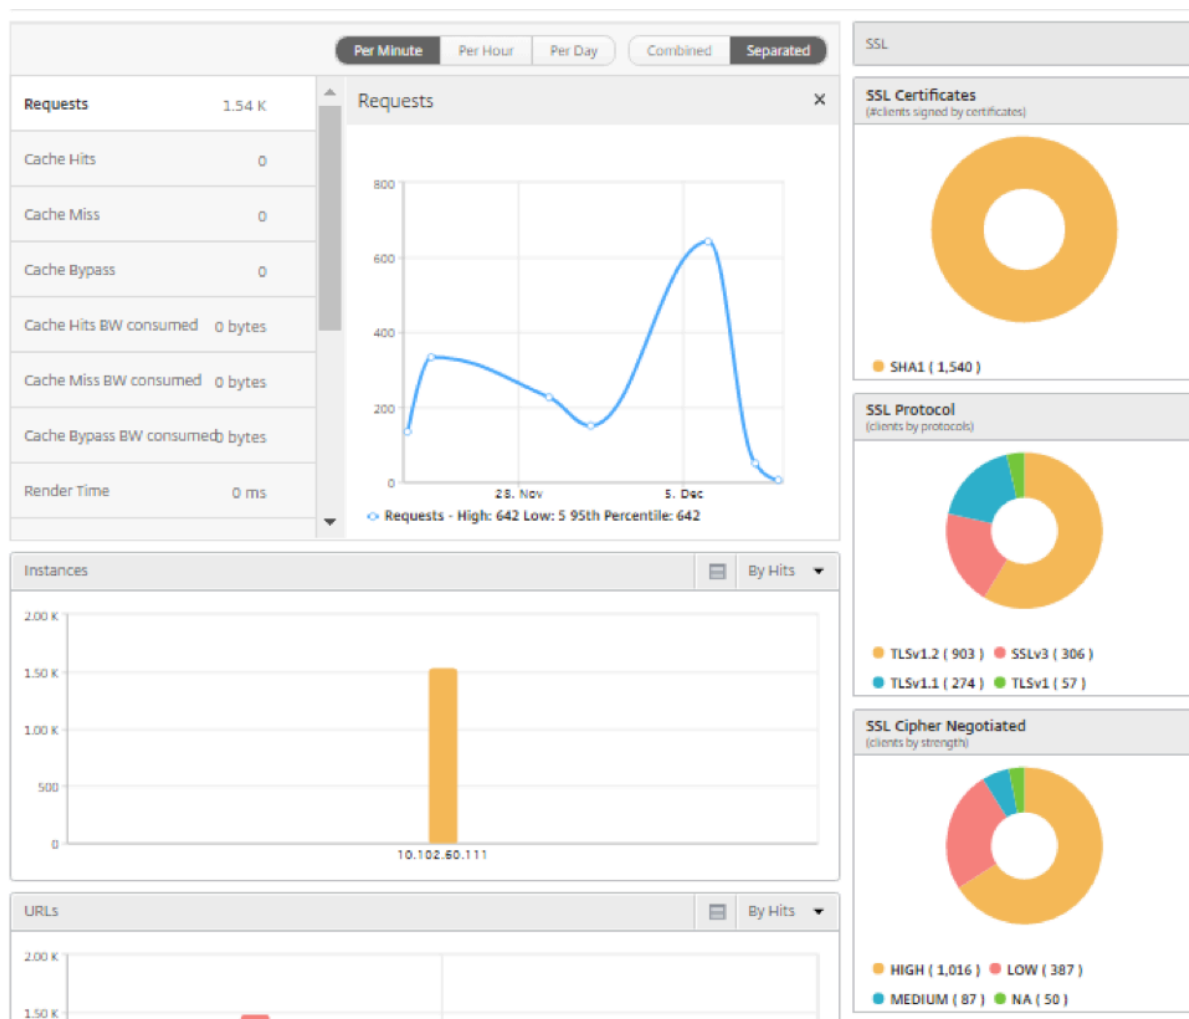 Per Minute Per Hour Per Day Combined Separated
Requests 1.54 K
Cache Hits 0
Cache Miss 0
Cache Bypass 0
Cache Hits BW consumed 0 bytes
Cache Miss BW consumed 0 bytes
Cache Bypass BW consumed 0 bytes
Render Time 0 ms
Requests ×
800
600
400
200
0
28. Nov 5. Dec
Requests - High: 642 Low: 5 95th Percentile: 642
Instances By Hits
2.00 K
1.50 K
1.00 K
500
0
10.102.60.111
URLs By Hits
2.00 K
1.50 K
SSL
SSL Certificates
(#clients signed by certificates)
SHA1 ( 1,540 )
SSL Protocol
(clients by protocols)
TLSv1.2 ( 903 ) SSLv3 ( 306 )
TLSv1.1 ( 274 ) TLSv1 ( 57 )
SSL Cipher Negotiated
(clients by strength)
HIGH ( 1,016 ) LOW ( 387 )
MEDIUM ( 87 ) NA ( 50 )